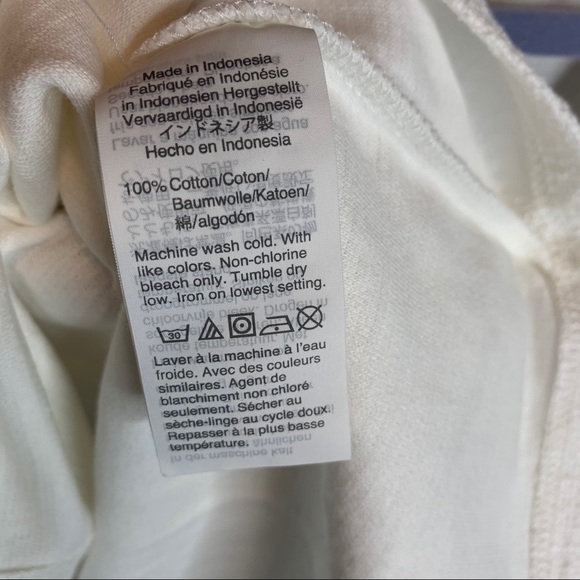 Made in Indonesia
Fabriqué en Indonésie
in Indonesien Hergestellt
Vervaardigd in Indonesië
インドネシア製
Hecho en Indonesia
100% Cotton/Coton/
Baumwolle/Katoen/
綿/algodón
Machine wash cold. With
like colors. Non-chlorine
bleach only. Tumble dry
low. Iron on lowest setting.
30
Laver à la machine à l'eau
froide. Avec des couleurs
similaires. Agent de
blanchiment non chloré
seulement. Sécher au
sèche-linge au cycle doux.
Repasser à la plus basse
température.